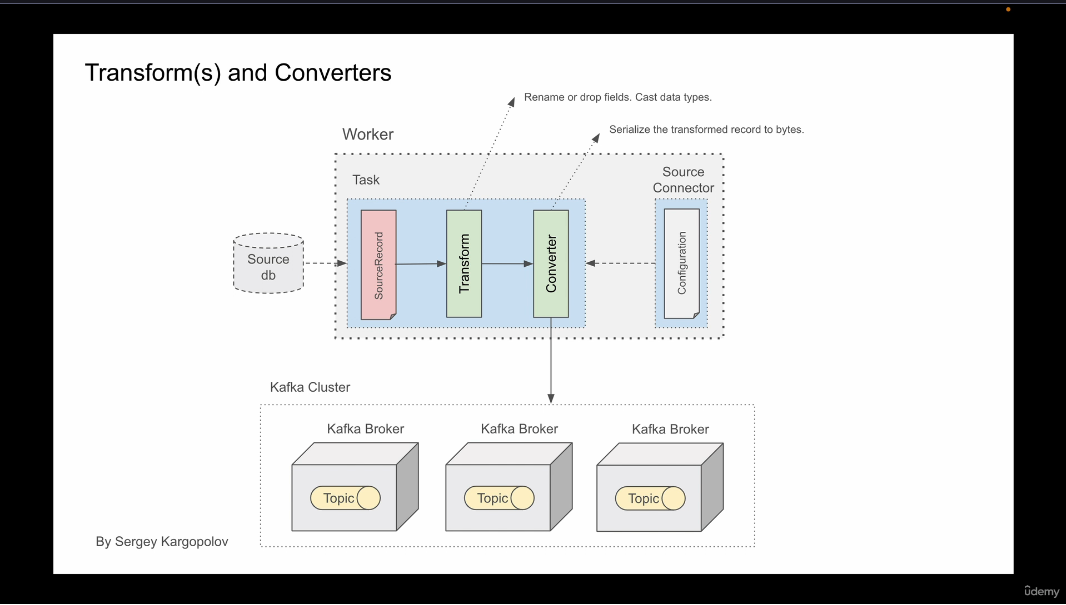 Transform(s) and Converters
Rename or drop fields. Cast data types.
Serialize the transformed record to bytes.
Worker
Task
Source
Connector
Source
db
SourceRecord
Transform
Converter
Configuration
Kafka Cluster
Kafka Broker
Kafka Broker
Kafka Broker
Topic
Topic
Topic
By Sergey Kargopolov
ûdemy